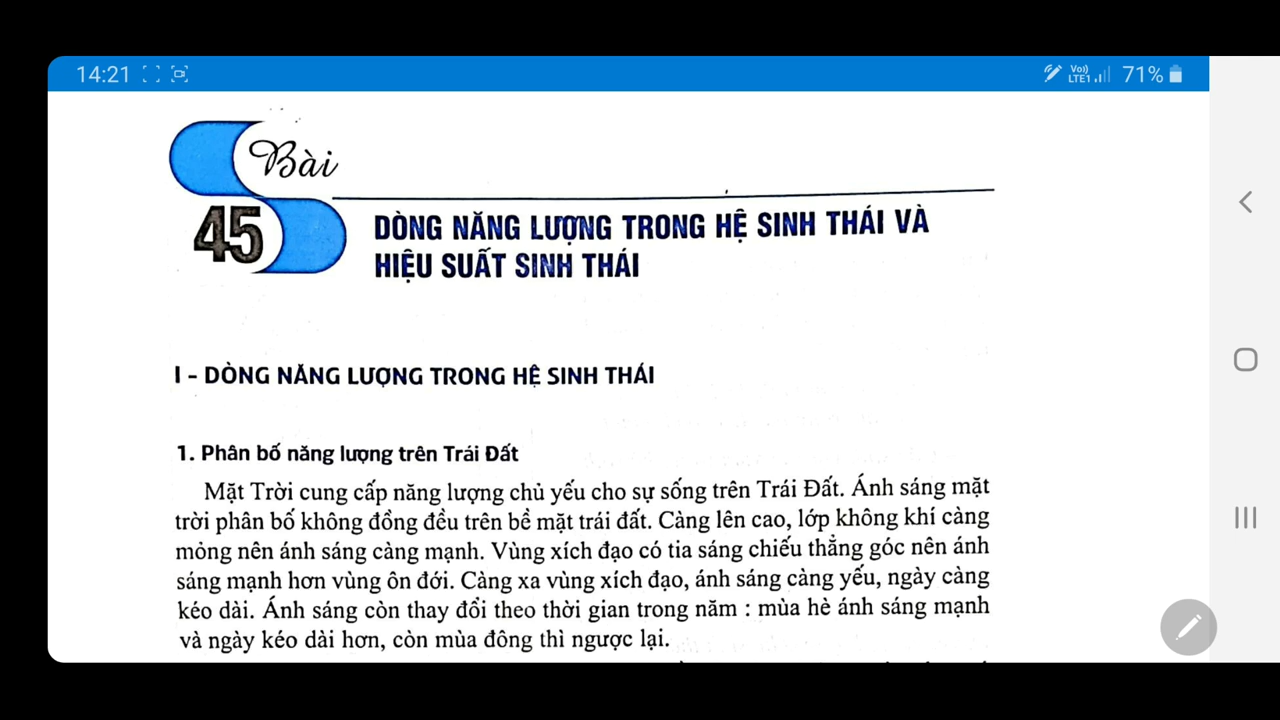 14:21
Vo)) LTE1 71%
Bài
45
DÒNG NĂNG LƯỢNG TRONG HỆ SINH THÁI VÀ
HIỆU SUẤT SINH THÁI
I - DÒNG NĂNG LƯỢNG TRONG HỆ SINH THÁI
1. Phân bố năng lượng trên Trái Đất
Mặt Trời cung cấp năng lượng chủ yếu cho sự sống trên Trái Đất. Ánh sáng mặt
trời phân bố không đồng đều trên bề mặt trái đất. Càng lên cao, lớp không khí càng
mỏng nên ánh sáng càng mạnh. Vùng xích đạo có tia sáng chiếu thẳng góc nên ánh
sáng mạnh hơn vùng ôn đới. Càng xa vùng xích đạo, ánh sáng càng yếu, ngày càng
kéo dài. Ánh sáng còn thay đổi theo thời gian trong năm : mùa hè ánh sáng mạnh
và ngày kéo dài hơn, còn mùa đông thì ngược lại.